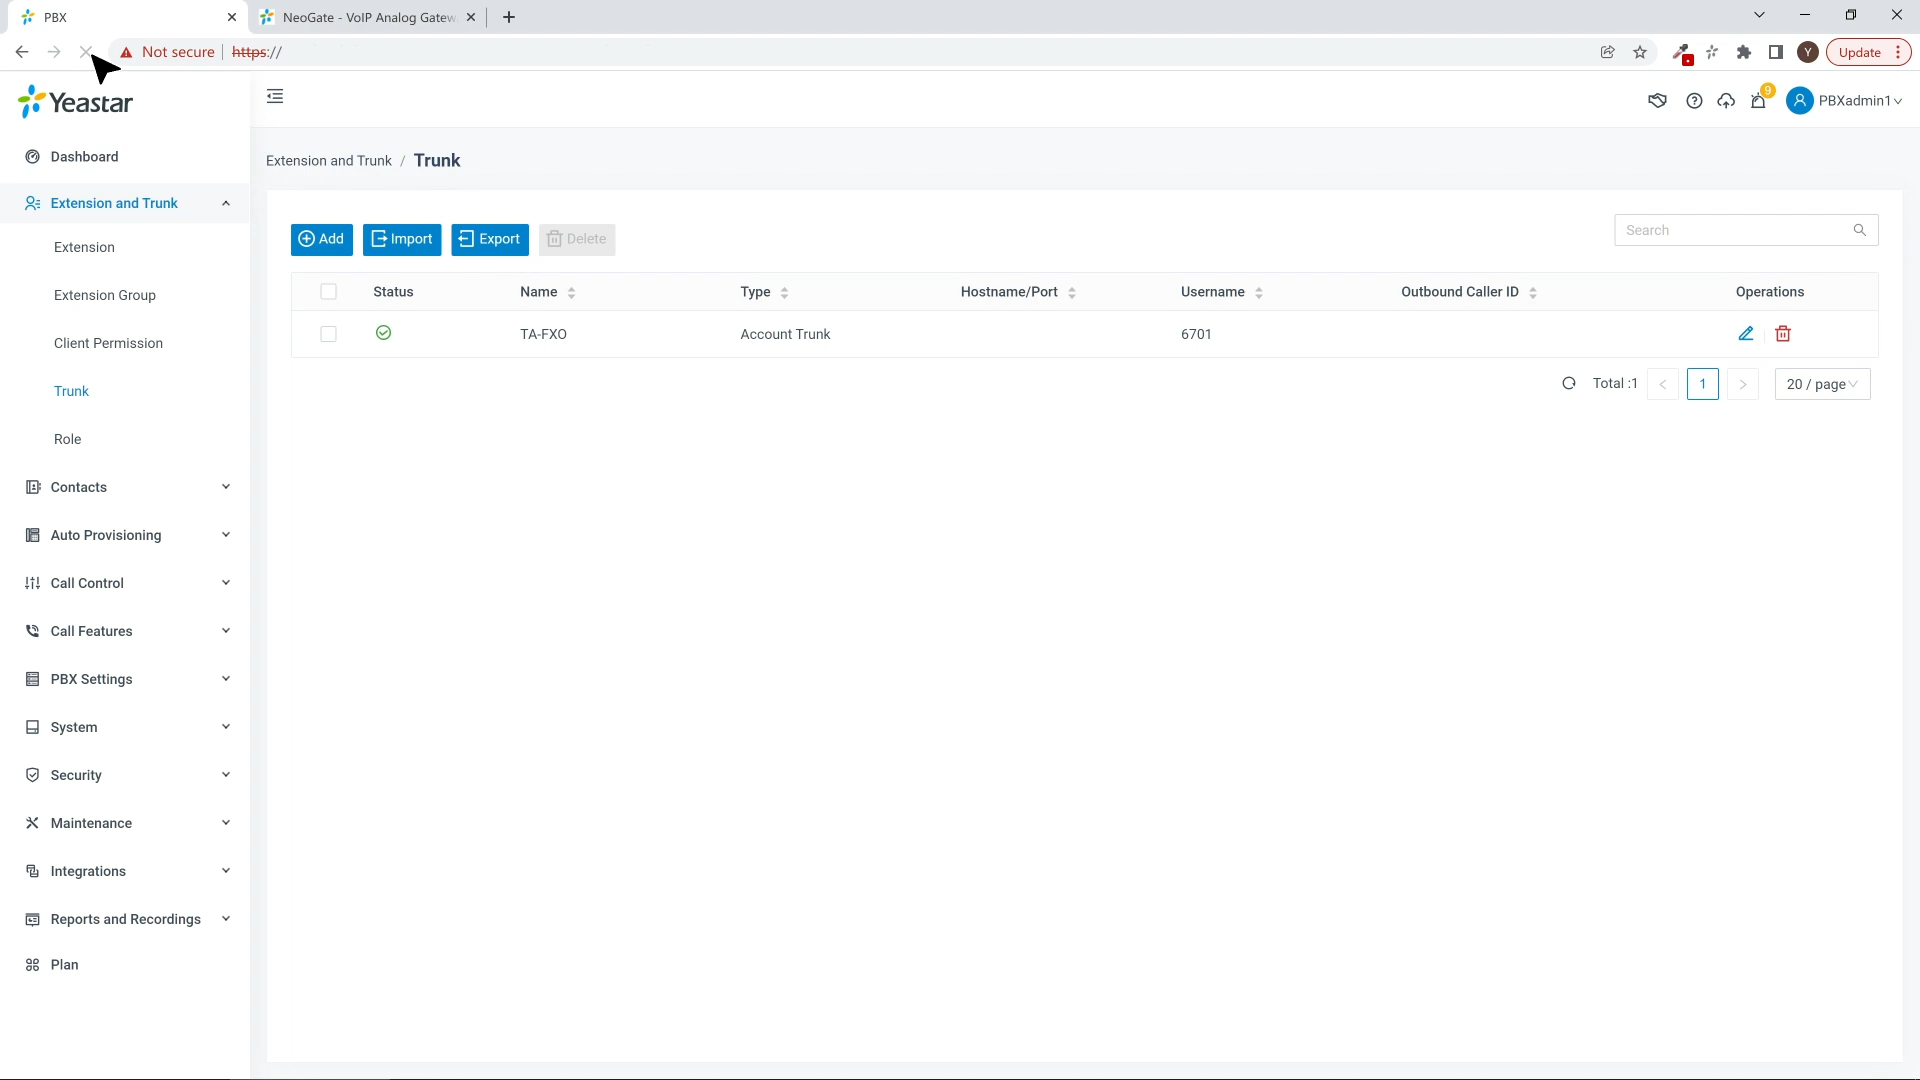 PBX
NeoGate - VoIP Analog Gatew
Not secure | https://
Y
Update
Yeastar
9
PBXadmin1
Dashboard
Extension and Trunk / Trunk
Extension and Trunk
Add
Import
Export
Delete
Search
Extension
Status
Name
Type
Hostname/Port
Username
Outbound Caller ID
Operations
Extension Group
TA-FXO
Account Trunk
6701
Client Permission
Total :1
<
1
>
20 / page
Trunk
Role
Contacts
Auto Provisioning
Call Control
Call Features
PBX Settings
System
Security
Maintenance
Integrations
Reports and Recordings
Plan